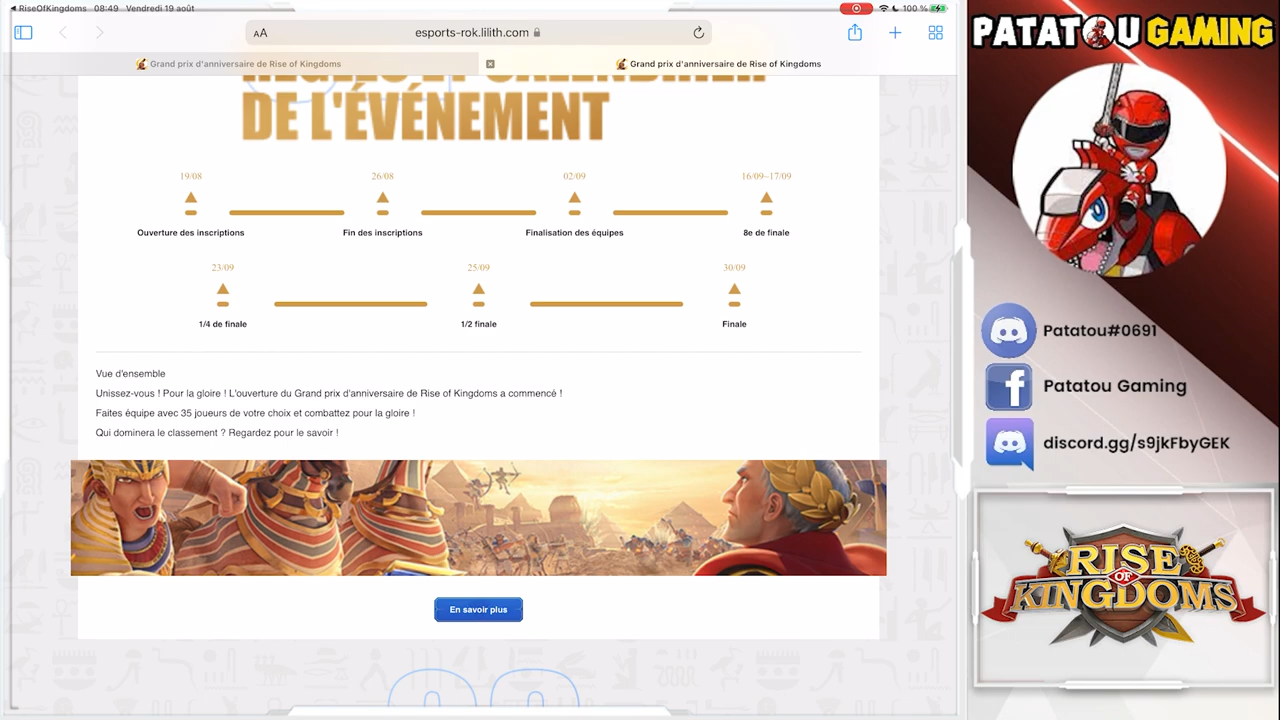 RiseOfKingdoms 08:49 Vendredi 19 août
100 %
PATATOU GAMING
AA
esports-rok.lilith.com
Grand prix d'anniversaire de Rise of Kingdoms
Grand prix d'anniversaire de Rise of Kingdoms
RÈGLES ET CALENDRIER
DE L'ÉVÉNEMENT
19/08
26/08
02/09
16/09~17/09
Ouverture des inscriptions
Fin des inscriptions
Finalisation des équipes
8e de finale
23/09
25/09
30/09
1/4 de finale
1/2 finale
Finale
Vue d'ensemble
Unissez-vous ! Pour la gloire ! L'ouverture du Grand prix d'anniversaire de Rise of Kingdoms a commencé !
Faites équipe avec 35 joueurs de votre choix et combattez pour la gloire !
Qui dominera le classement ? Regardez pour le savoir !
En savoir plus
Patatou#0691
Patatou Gaming
discord.gg/s9jkFbyGEK
RISE
OF
KINGDOMS